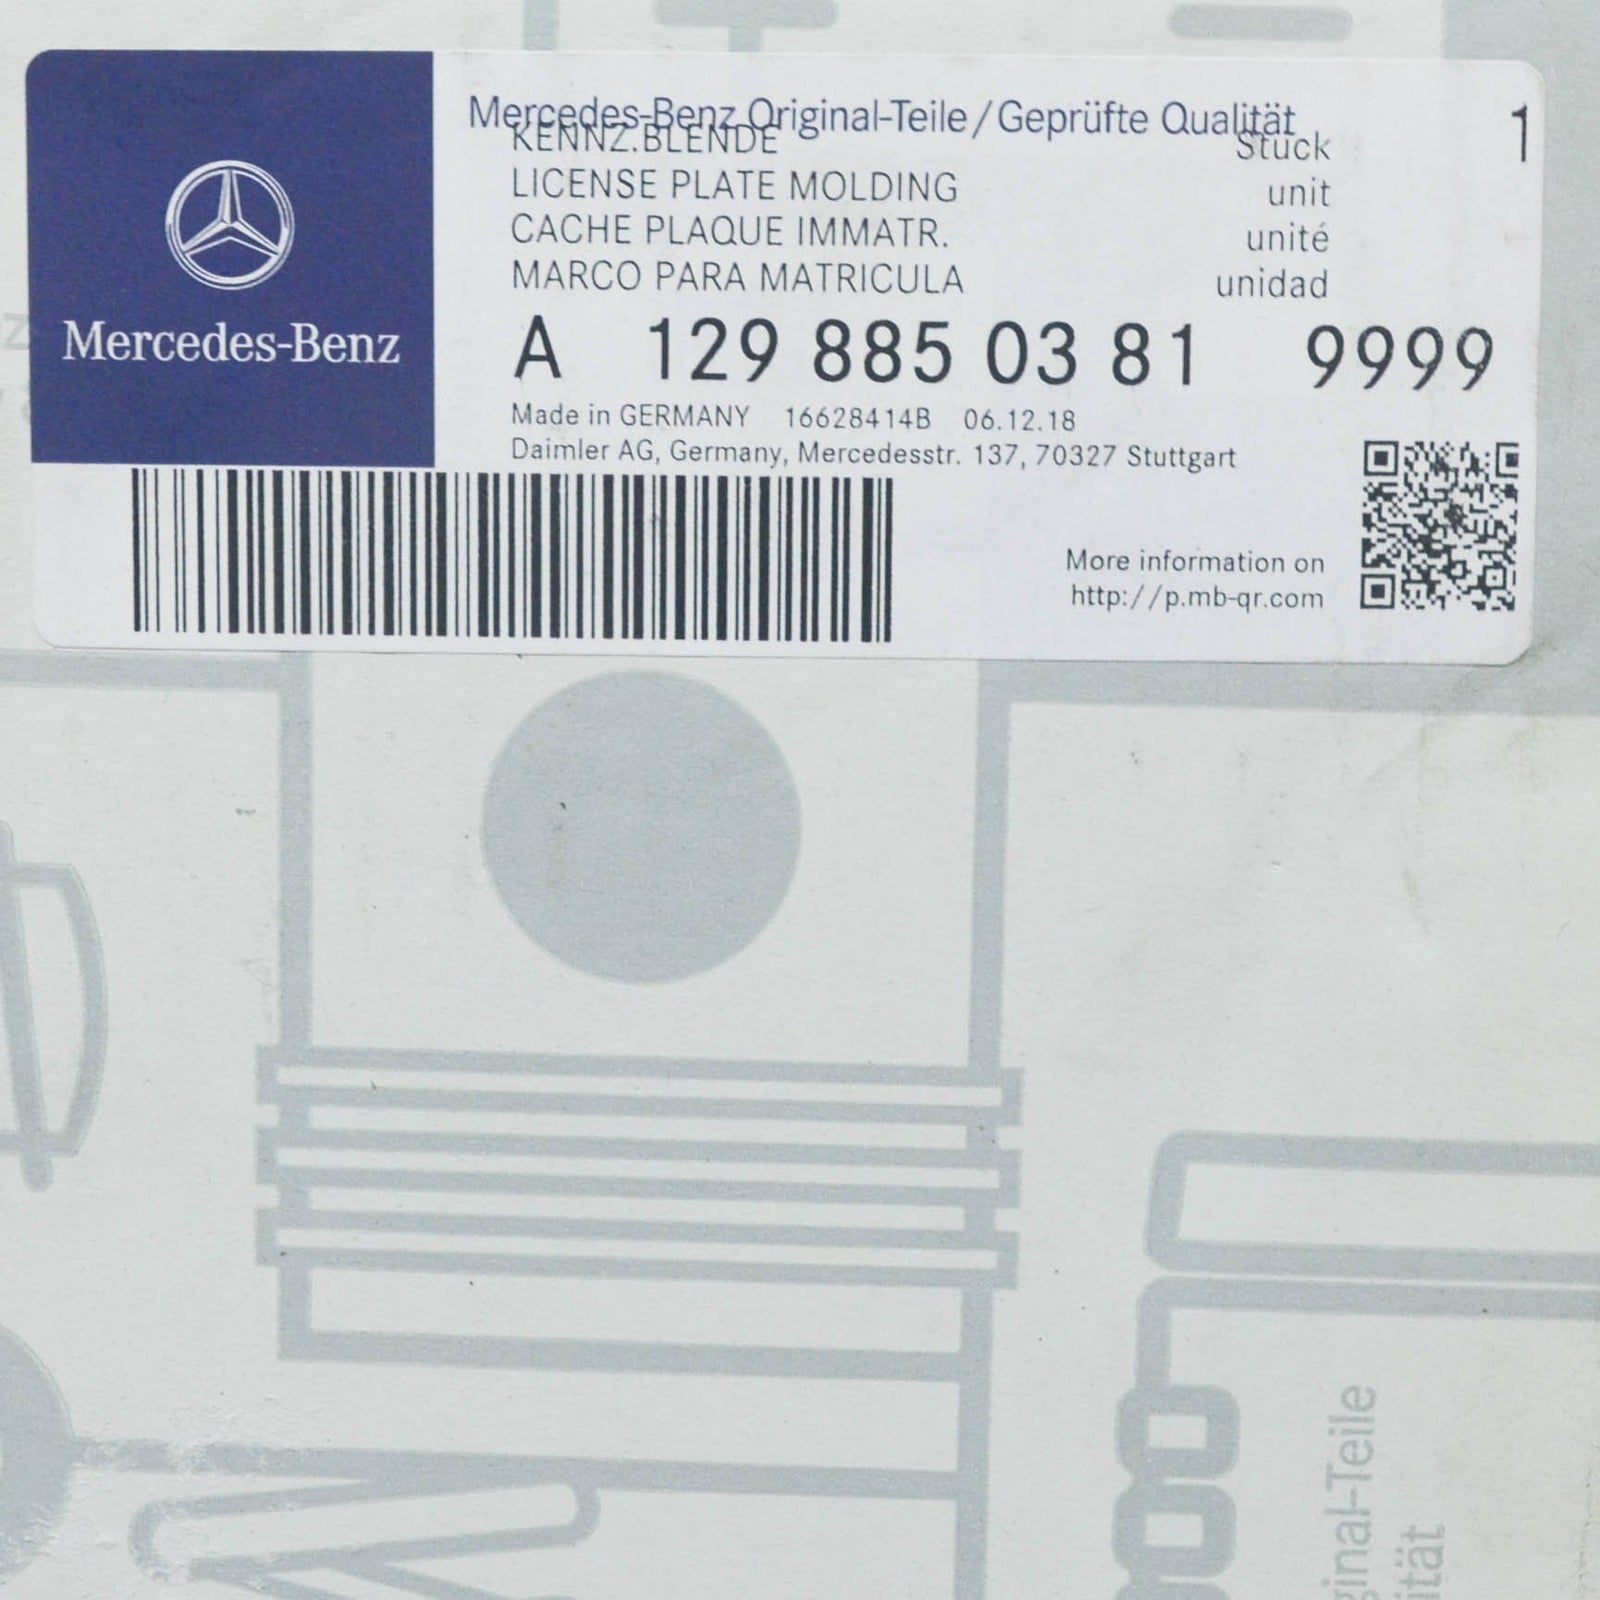 Mercedes-Benz
Mercedes-Benz Original-Teile / Geprüfte Qualität
KENNZ.BLENDE Stück 1
LICENSE PLATE MOLDING unit
CACHE PLAQUE IMMATR. unité
MARCO PARA MATRICULA unidad
A 129 885 03 81 9999
Made in GERMANY 16628414B 06.12.18
Daimler AG, Germany, Mercedesstr. 137, 70327 Stuttgart
More information on
http://p.mb-qr.com
ginal-Teile
ität